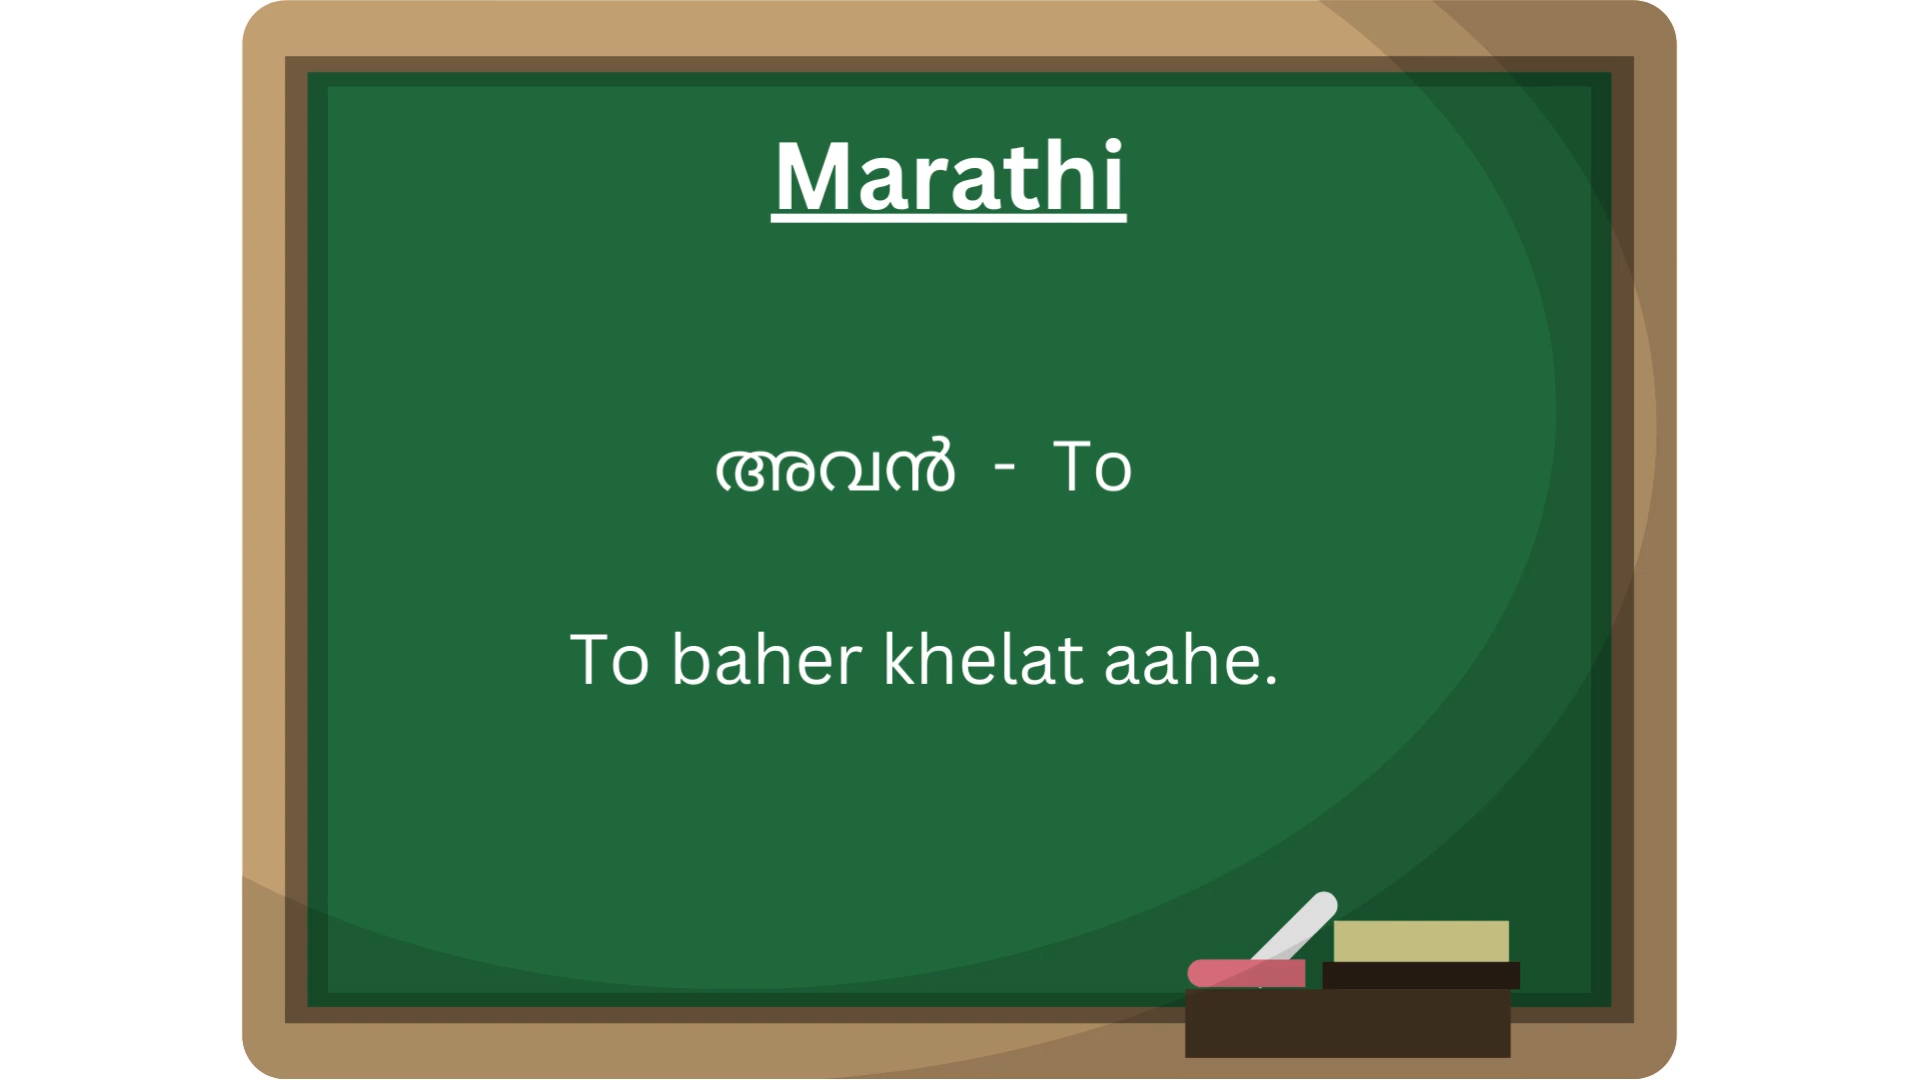 Marathi
അവൻ - To
To baher khelat aahe.